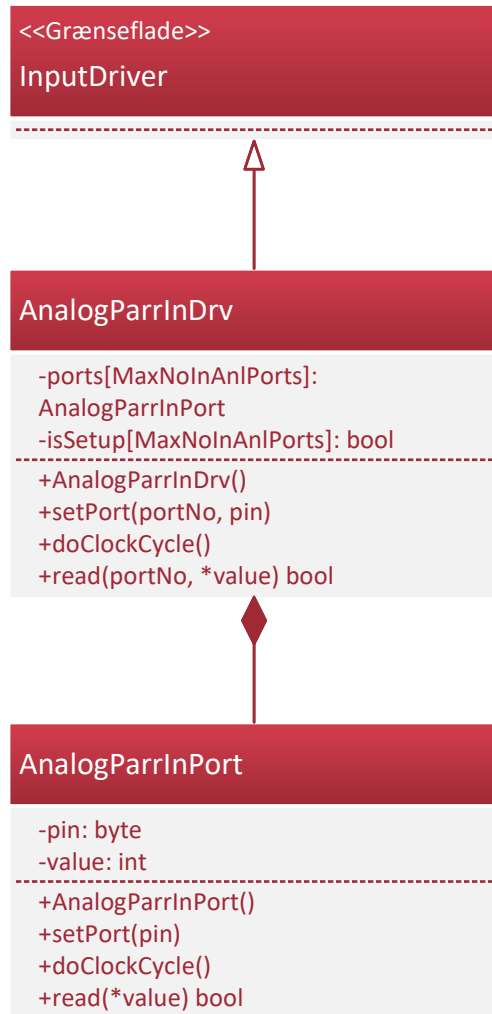 <<Grænseflade>>
InputDriver
AnalogParrInDrv
-ports[MaxNoInAnlPorts]:
AnalogParrInPort
-isSetup[MaxNoInAnlPorts]: bool
+AnalogParrInDrv()
+setPort(portNo, pin)
+doClockCycle()
+read(portNo, *value) bool
AnalogParrInPort
-pin: byte
-value: int
+AnalogParrInPort()
+setPort(pin)
+doClockCycle()
+read(*value) bool